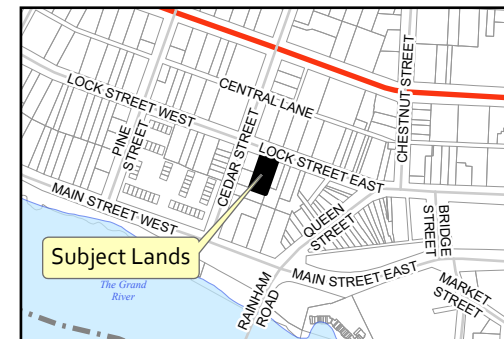 LOCK STREET WEST
CENTRAL LANE
CHESTNUT STREET
PINE
STREET
CEDAR STREET
LOCK STREET EAST
MAIN STREET WEST
QUEEN
STREET
BRIDGE
STREET
Subject Lands
The Grand
River
RAINHAM
ROAD
MAIN STREET EAST
MARKET
STREET